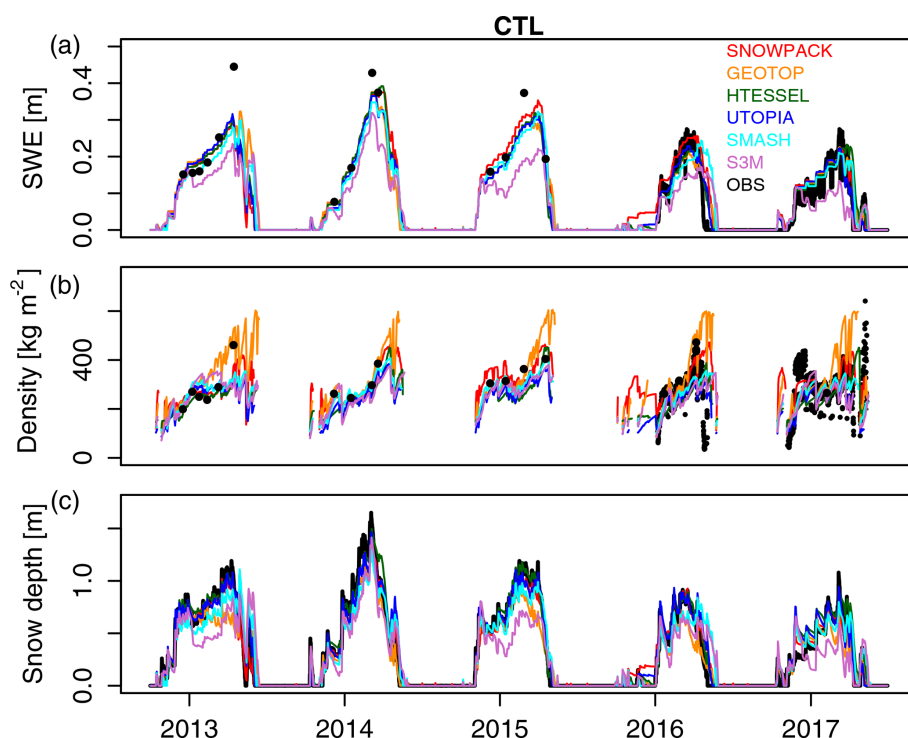 CTL
(a)
SWE [m]
0.4
0.2
0.0
SNOWPACK
GEOTOP
HTESSEL
UTOPIA
SMASH
S3M
OBS
(b)
Density [kg m⁻²]
400
0
(c)
Snow depth [m]
1.0
0.0
2013 2014 2015 2016 2017